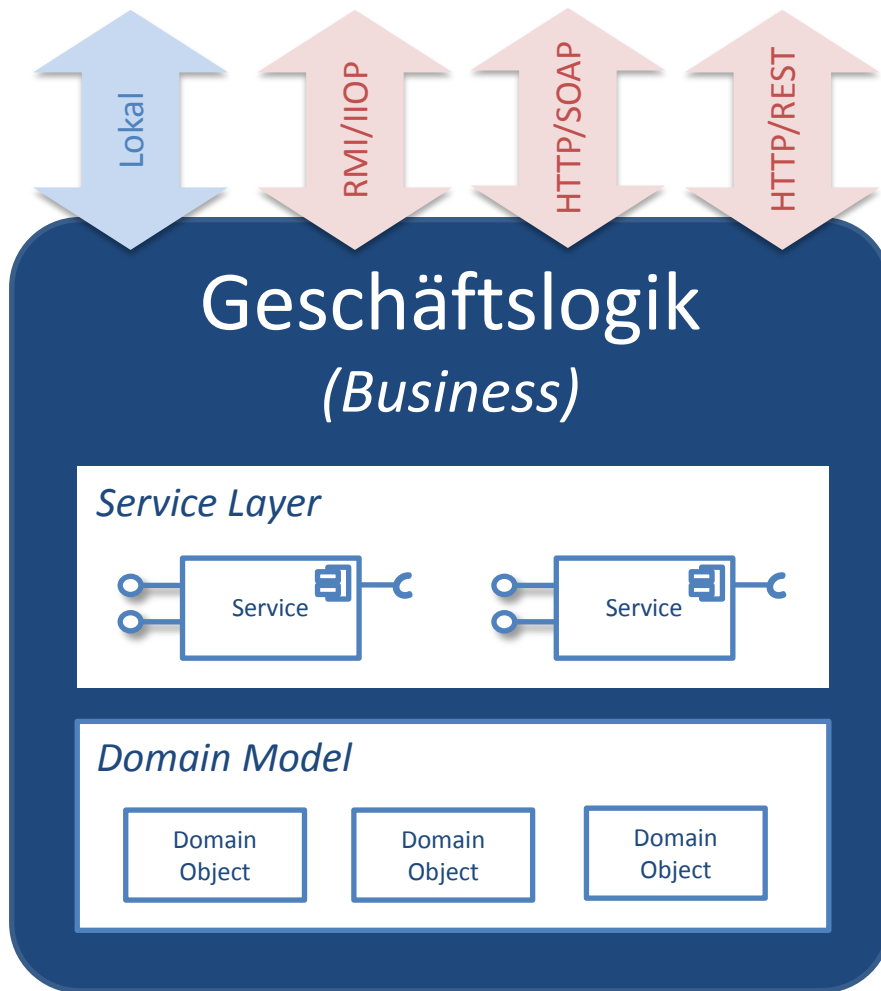 Lokal
RMI/IIOP
HTTP/SOAP
HTTP/REST
Geschäftslogik
(Business)
Service Layer
Service
Service
Domain Model
Domain
Object
Domain
Object
Domain
Object